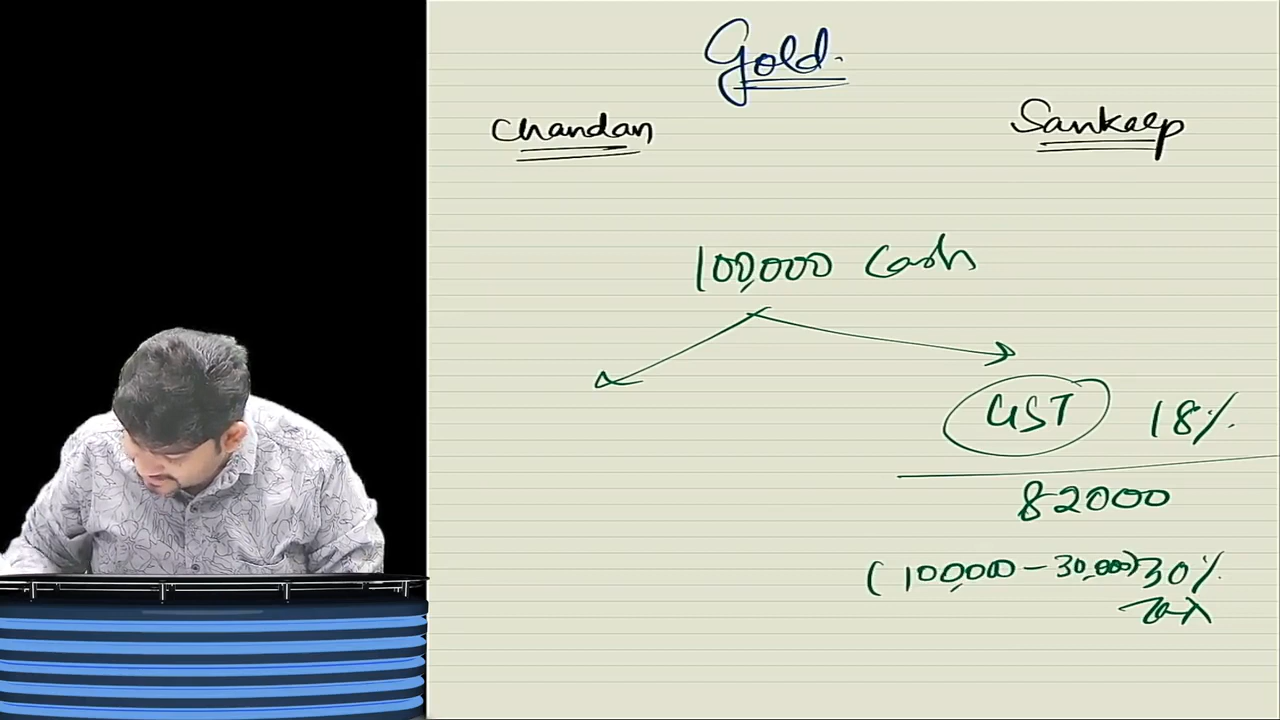 Gold.
Chandan
Sankalp
100,000 Cash
GST 18%.
82000
(100,000 - 30,000) 30%.
Tax